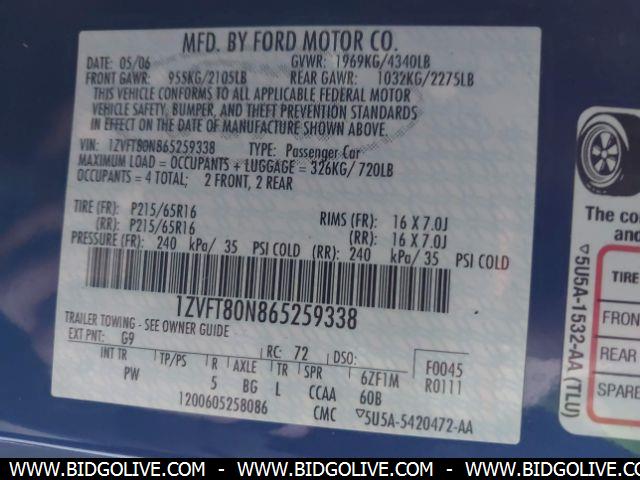 MFD. BY FORD MOTOR CO.
DATE: 05/06 GVWR: 1969KG/4340LB
FRONT GAWR: 955KG/2105LB REAR GAWR: 1032KG/2275LB
THIS VEHICLE CONFORMS TO ALL APPLICABLE FEDERAL MOTOR
VEHICLE SAFETY, BUMPER, AND THEFT PREVENTION STANDARDS
IN EFFECT ON THE DATE OF MANUFACTURE SHOWN ABOVE.
VIN: 1ZVFT80N865259338 TYPE: Passenger Car
MAXIMUM LOAD = OCCUPANTS + LUGGAGE = 326KG/ 720LB
OCCUPANTS = 4 TOTAL; 2 FRONT, 2 REAR
TIRE (FR): P215/65R16 RIMS (FR): 16 X 7.0J
(RR): P215/65R16 (RR): 16 X 7.0J
PRESSURE (FR): 240 kPa/ 35 PSI COLD (RR): 240 kPa/ 35 PSI COLD
1ZVFT80N865259338
TRAILER TOWING - SEE OWNER GUIDE
EXT PNT: G9 RC: 72 DSO:
INT TR TP/PS R AXLE TR SPR F0045
PW 5 BG L CCAA 6ZF1M R0111
1200605258086 CMC 60B
▽5U5A-5420472-AA
The co
and
TIRE
FRON
REAR
SPARE
▽5U5A-1532-AA (TLU)
WWW.BIDGOLIVE.COM - WWW.BIDGOLIVE.COM - WWW.BIDGOLIVE.COM